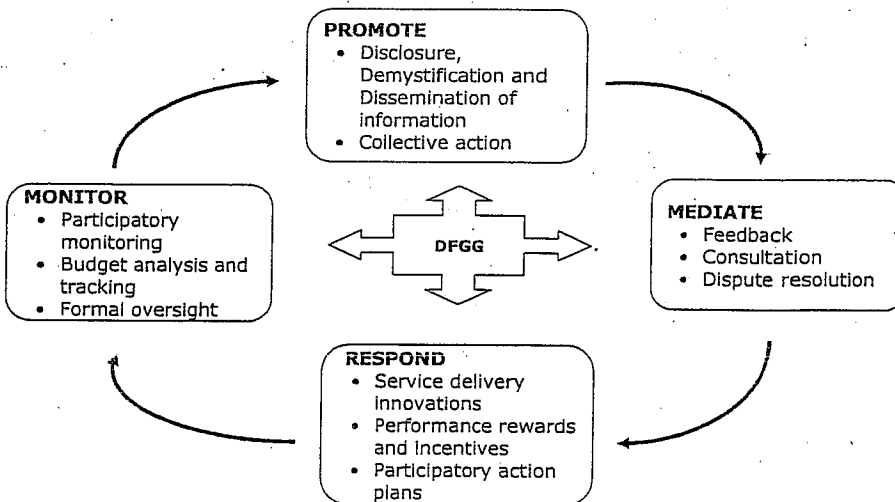 PROMOTE
• Disclosure,
Demystification and
Dissemination of
information
• Collective action
MONITOR
• Participatory
monitoring
• Budget analysis and
tracking
• Formal oversight
DFGG
MEDIATE
• Feedback
• Consultation
• Dispute resolution
RESPOND
• Service delivery
innovations
• Performance rewards
and incentives
• Participatory action
plans